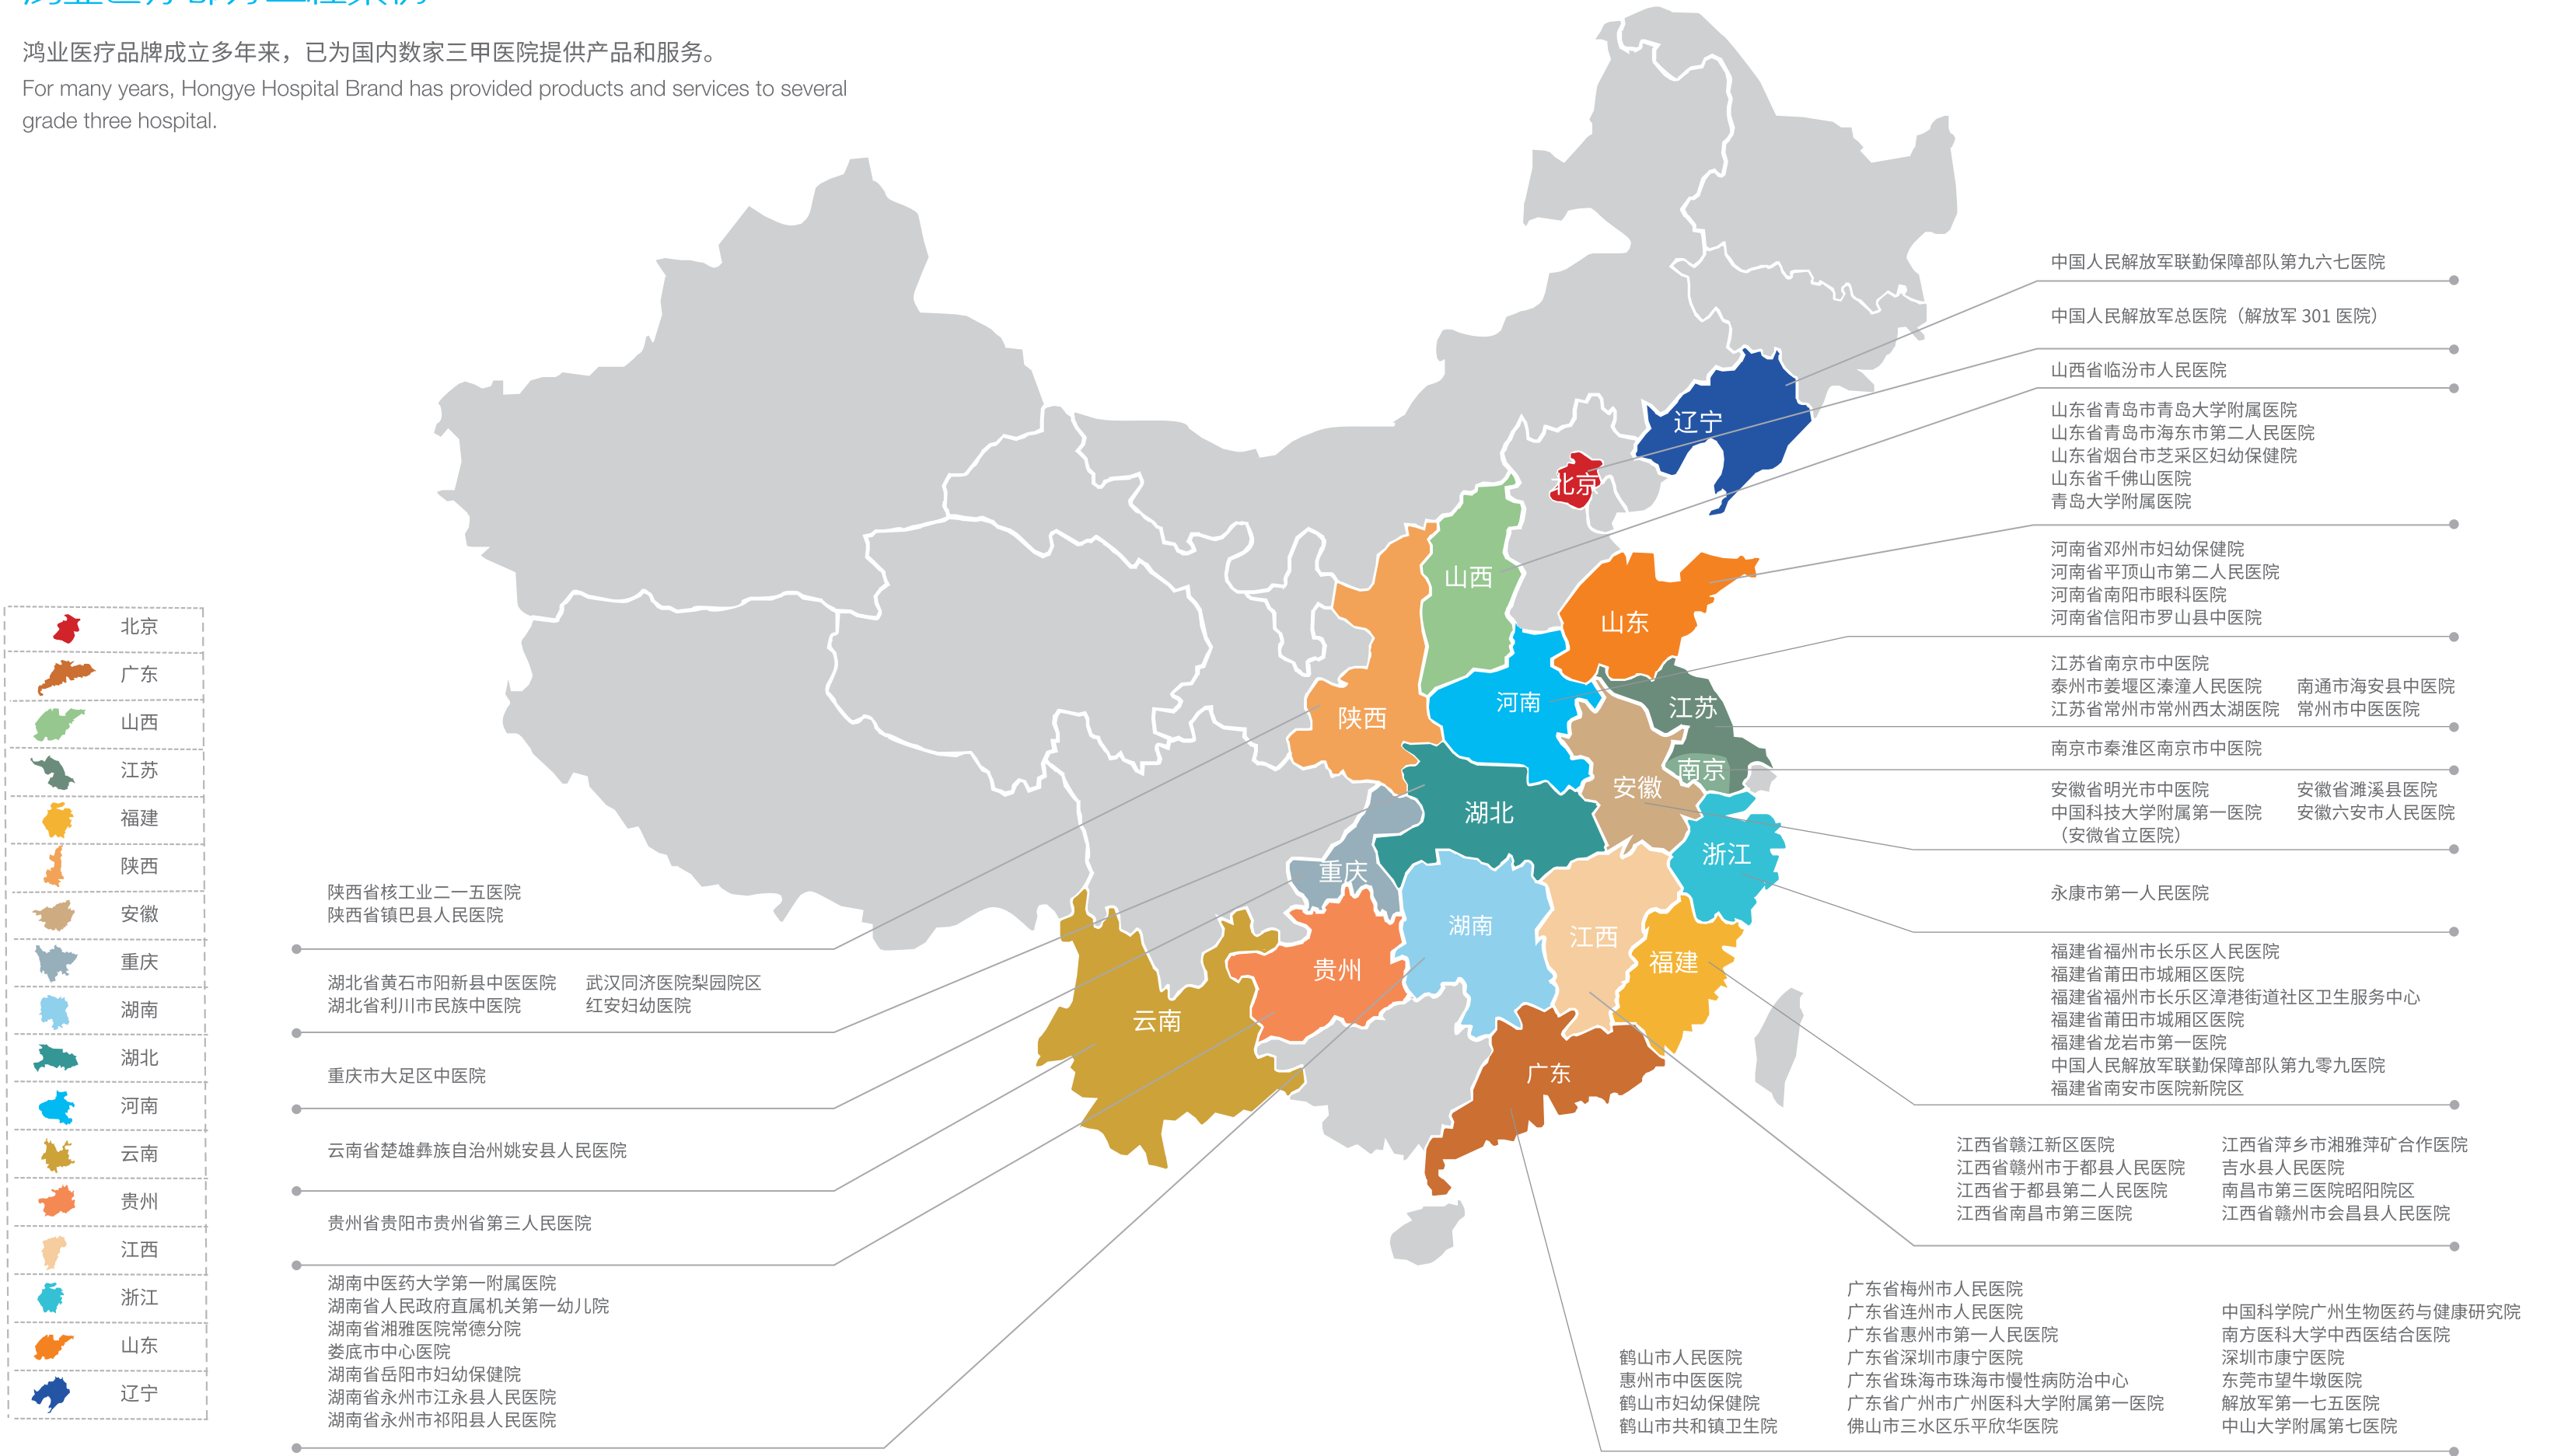 鸿业医疗品牌成立多年来，已为国内数家三甲医院提供产品和服务。
For many years, Hongye Hospital Brand has provided products and services to several
grade three hospital.
中国人民解放军联勤保障部队第九六七医院
中国人民解放军总医院（解放军 301 医院）
山西省临汾市人民医院
山东省青岛市青岛大学附属医院
山东省青岛市海东市第二人民医院
山东省烟台市芝采区妇幼保健院
山东省千佛山医院
青岛大学附属医院
河南省邓州市妇幼保健院
河南省平顶山市第二人民医院
河南省南阳市眼科医院
河南省信阳市罗山县中医院
江苏省南京市中医院
泰州市姜堰区溱潼人民医院 南通市海安县中医院
江苏省常州市常州西太湖医院 常州市中医医院
南京市秦淮区南京市中医院
安徽省明光市中医院 安徽省濉溪县医院
中国科技大学附属第一医院 安徽六安市人民医院
（安微省立医院）
永康市第一人民医院
福建省福州市长乐区人民医院
福建省莆田市城厢区医院
福建省福州市长乐区漳港街道社区卫生服务中心
福建省莆田市城厢区医院
福建省龙岩市第一医院
中国人民解放军联勤保障部队第九零九医院
福建省南安市医院新院区
江西省赣江新区医院 江西省萍乡市湘雅萍矿合作医院
江西省赣州市于都县人民医院 吉水县人民医院
江西省于都县第二人民医院 南昌市第三医院昭阳院区
江西省南昌市第三医院 江西省赣州市会昌县人民医院
广东省梅州市人民医院
广东省连州市人民医院 中国科学院广州生物医药与健康研究院
广东省惠州市第一人民医院 南方医科大学中西医结合医院
鹤山市人民医院 广东省深圳市康宁医院 深圳市康宁医院
惠州市中医医院 广东省珠海市珠海市慢性病防治中心 东莞市望牛墩医院
鹤山市妇幼保健院 广东省广州市广州医科大学附属第一医院 解放军第一七五医院
鹤山市共和镇卫生院 佛山市三水区乐平欣华医院 中山大学附属第七医院
辽宁
北京
山西
山东
河南
陕西
江苏
南京
安徽
湖北
浙江
重庆
湖南
江西
福建
贵州
云南
广东
北京
广东
山西
江苏
福建
陕西
安徽
重庆
湖南
湖北
河南
云南
贵州
江西
浙江
山东
辽宁
陕西省核工业二一五医院
陕西省镇巴县人民医院
湖北省黄石市阳新县中医医院 武汉同济医院梨园院区
湖北省利川市民族中医院 红安妇幼医院
重庆市大足区中医院
云南省楚雄彝族自治州姚安县人民医院
贵州省贵阳市贵州省第三人民医院
湖南中医药大学第一附属医院
湖南省人民政府直属机关第一幼儿院
湖南省湘雅医院常德分院
娄底市中心医院
湖南省岳阳市妇幼保健院
湖南省永州市江永县人民医院
湖南省永州市祁阳县人民医院